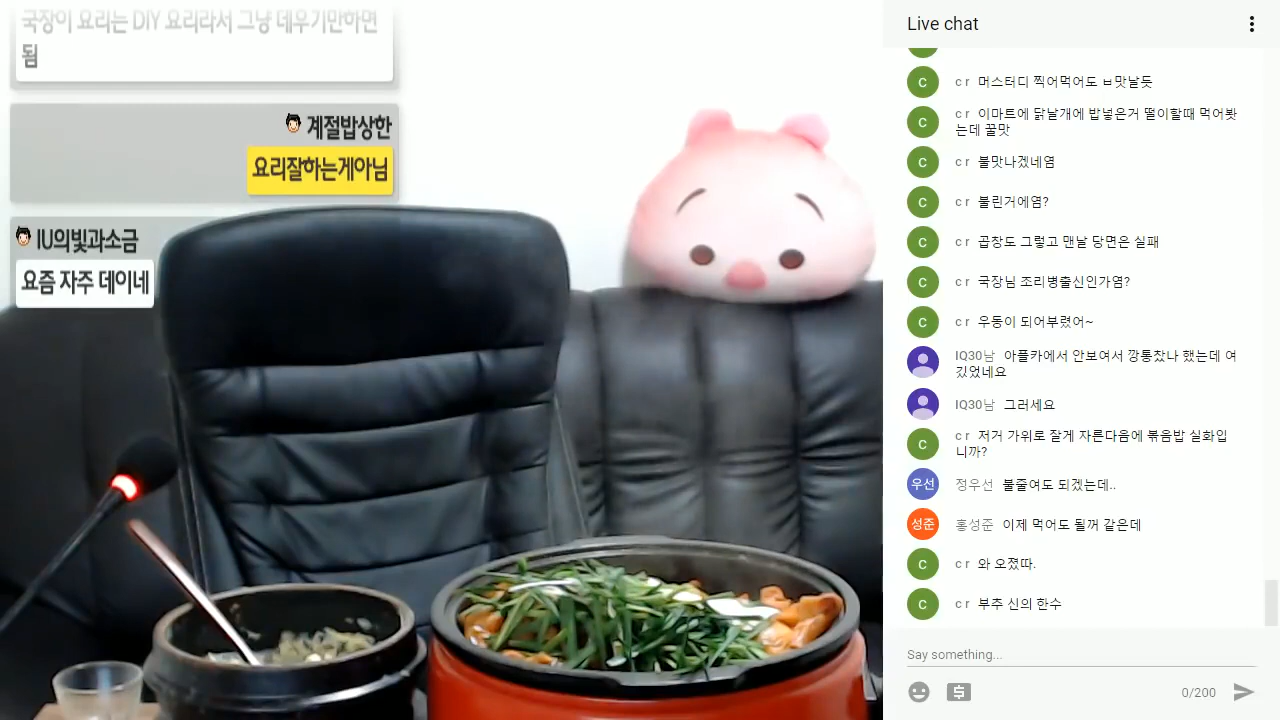 국장이 요리는 DIY 요리라서 그냥 데우기만하면
됨
계절밥상한
요리잘하는게아님
IU의빛과소금
요즘 자주 데이네
Live chat
c r 머스터디 찍어먹어도 ㅂ맛날듯
c r 이마트에 닭날개에 밥넣은거 떨이할때 먹어봣
는데 꿀맛
c r 불맛나겠네염
c r 불린거에염?
c r 곱창도 그렇고 맨날 당면은 실패
c r 국장님 조리병출신인가염?
c r 우동이 되어부렸어~
IQ30남 아플카에서 안보여서 깡통찼나 했는데 여
깄었네요
IQ30남 그러세요
c r 저거 가위로 잘게 자른다음에 볶음밥 실화입
니까?
우선 정우선 불줄여도 되겠는데..
성준 홍성준 이제 먹어도 될꺼 같은데
c r 와 오졌따.
c r 부추 신의 한수
Say something...
0/200